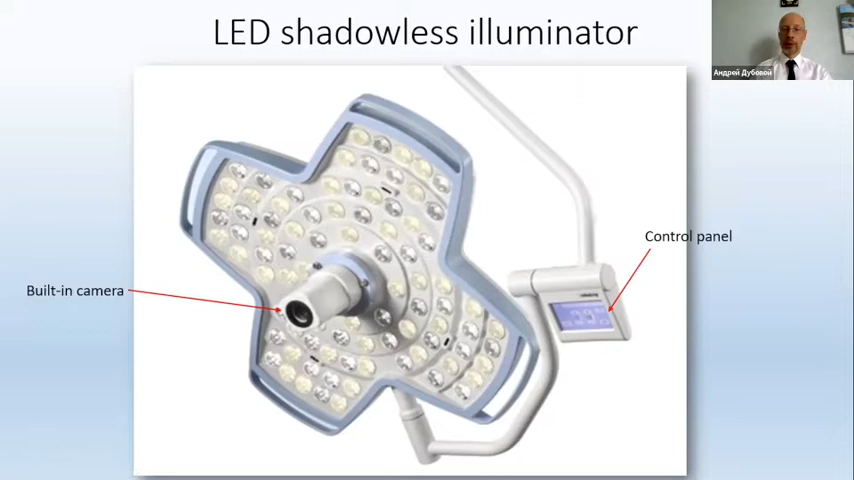 LED shadowless illuminator
Андрей Дубовой
Control panel
Built-in camera